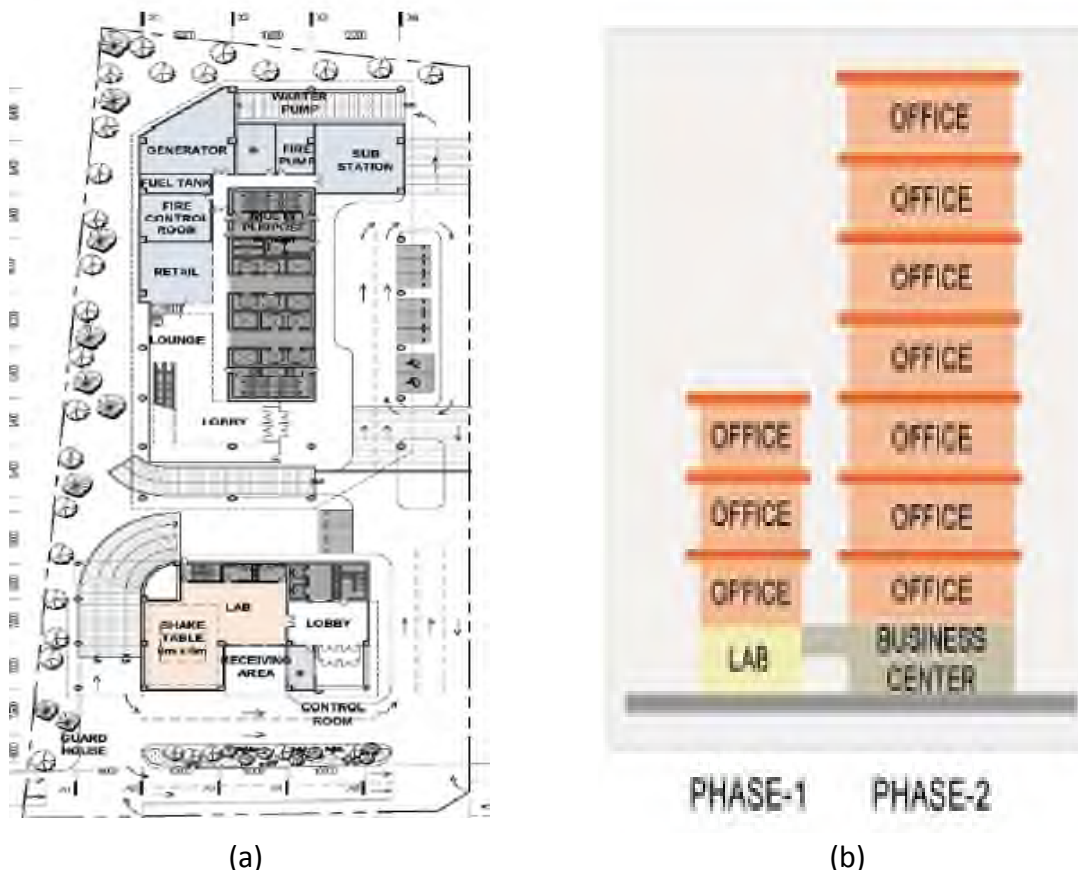 WARTER
PUMP
GENERATOR
FIRE
PUMP
SUB
STATION
FUEL TANK
FIRE
CONTROL
ROOM
PURPOSE
RETAIL
LOUNGE
LOBBY
LAB
SHAKE
TABLE
LOBBY
RECEIVING
AREA
CONTROL
ROOM
GUARD
HOUSE
(a)
OFFICE
OFFICE
OFFICE
OFFICE
OFFICE OFFICE
OFFICE OFFICE
OFFICE OFFICE
LAB BUSINESS
CENTER
PHASE-1 PHASE-2
(b)